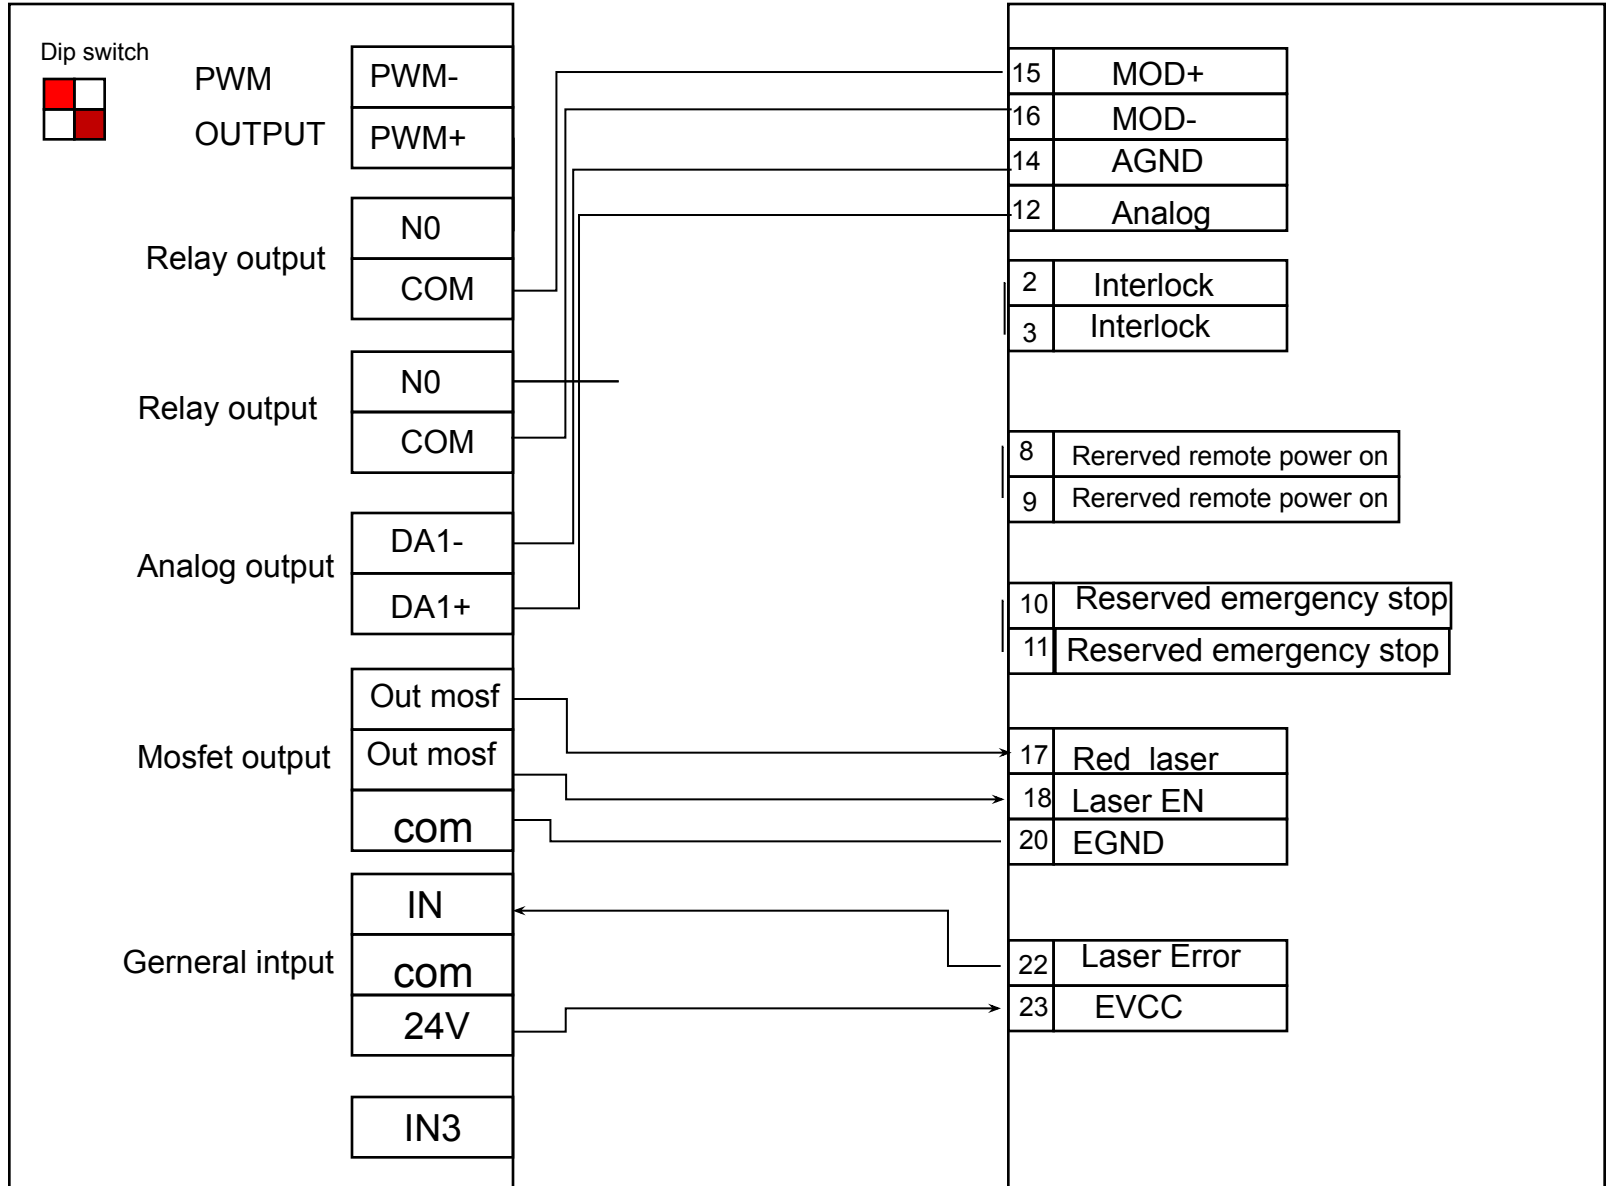 Dip switch
PWM
OUTPUT
PWM-
PWM+
Relay output
N0
COM
Relay output
N0
COM
Analog output
DA1-
DA1+
Mosfet output
Out mosf
Out mosf
com
Gerneral intput
IN
com
24V
IN3
15 MOD+
16 MOD-
14 AGND
12 Analog
2 Interlock
3 Interlock
8 Rererved remote power on
9 Rererved remote power on
10 Reserved emergency stop
11 Reserved emergency stop
17 Red laser
18 Laser EN
20 EGND
22 Laser Error
23 EVCC